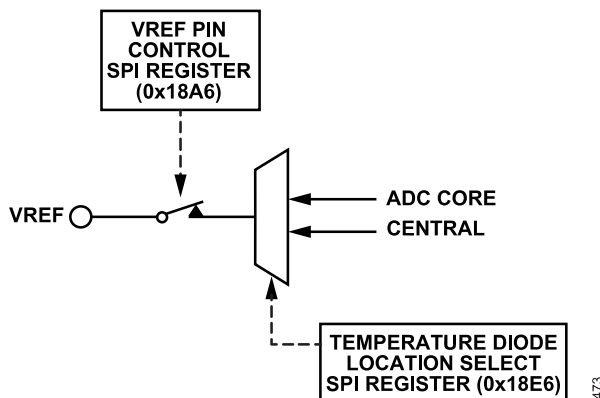 VREF PIN
CONTROL
SPI REGISTER
(0x18A6)
VREF
ADC CORE
CENTRAL
TEMPERATURE DIODE
LOCATION SELECT
SPI REGISTER (0x18E6)